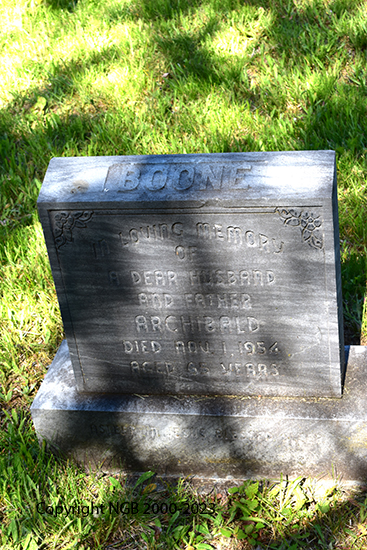 BOONE
IN LOVING MEMORY
OF
A DEAR HUSBAND
AND FATHER
ARCHIBALD
DIED NOV. 1, 1954
AGED 65 YEARS
Copyright NGB 2000-2023